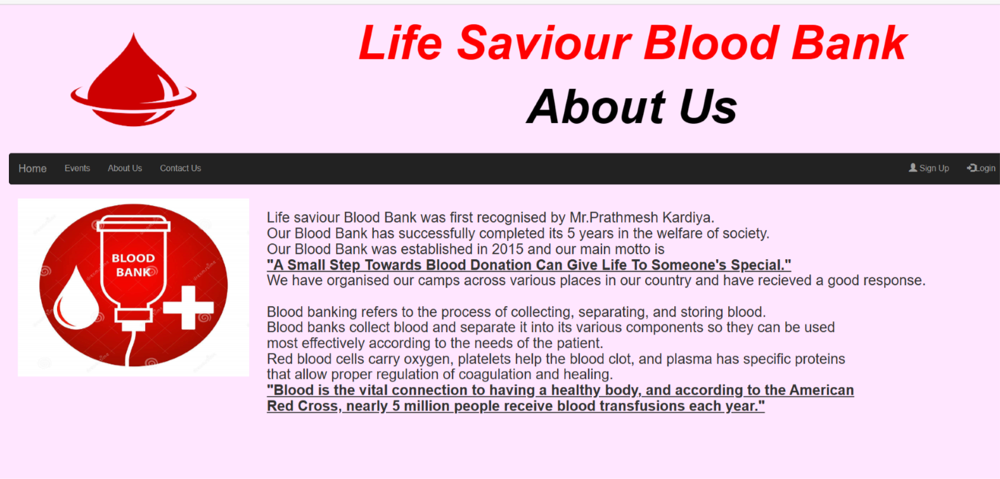 Life Saviour Blood Bank
About Us
Home Events About Us Contact Us Sign Up Login
BLOOD
BANK
Life saviour Blood Bank was first recognised by Mr.Prathmesh Kardiya.
Our Blood Bank has successfully completed its 5 years in the welfare of society.
Our Blood Bank was established in 2015 and our main motto is
"A Small Step Towards Blood Donation Can Give Life To Someone's Special."
We have organised our camps across various places in our country and have recieved a good response.
Blood banking refers to the process of collecting, separating, and storing blood.
Blood banks collect blood and separate it into its various components so they can be used
most effectively according to the needs of the patient.
Red blood cells carry oxygen, platelets help the blood clot, and plasma has specific proteins
that allow proper regulation of coagulation and healing.
"Blood is the vital connection to having a healthy body, and according to the American
Red Cross, nearly 5 million people receive blood transfusions each year."